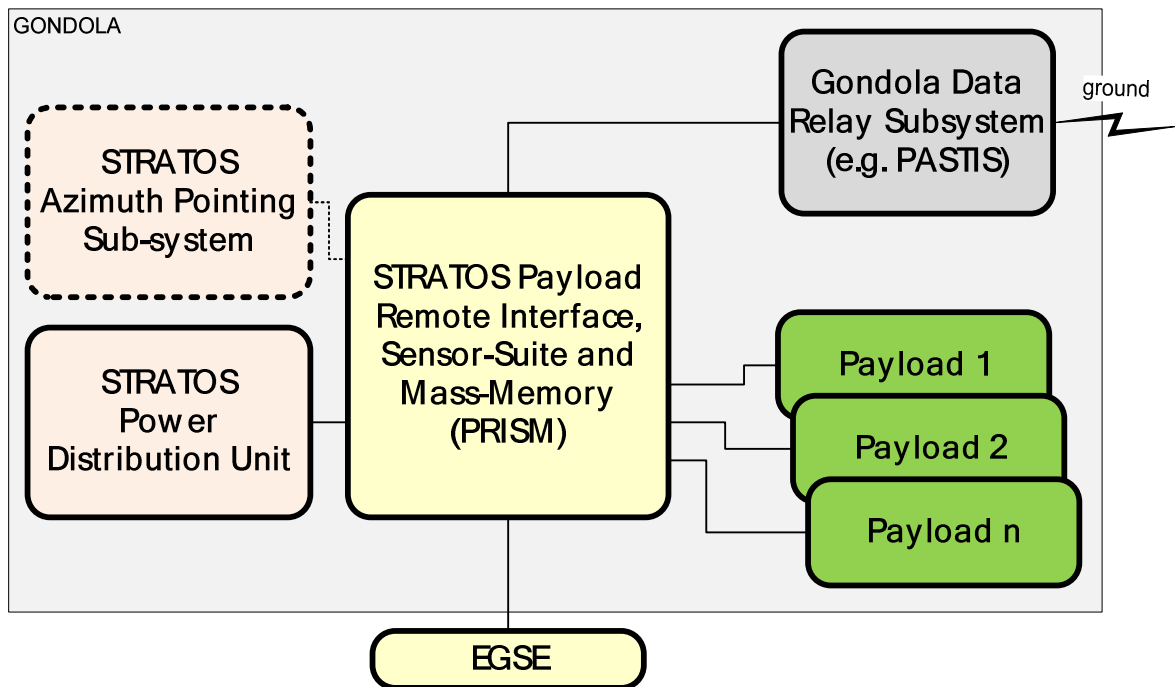 GONDOLA
Gondola Data
Relay Subsystem
(e.g. PASTIS)
ground
STRATOS
Azimuth Pointing
Sub-system
STRATOS Payload
Remote Interface,
Sensor-Suite and
Mass-Memory
(PRISM)
STRATOS
Power
Distribution Unit
Payload 1
Payload 2
Payload n
EGSE